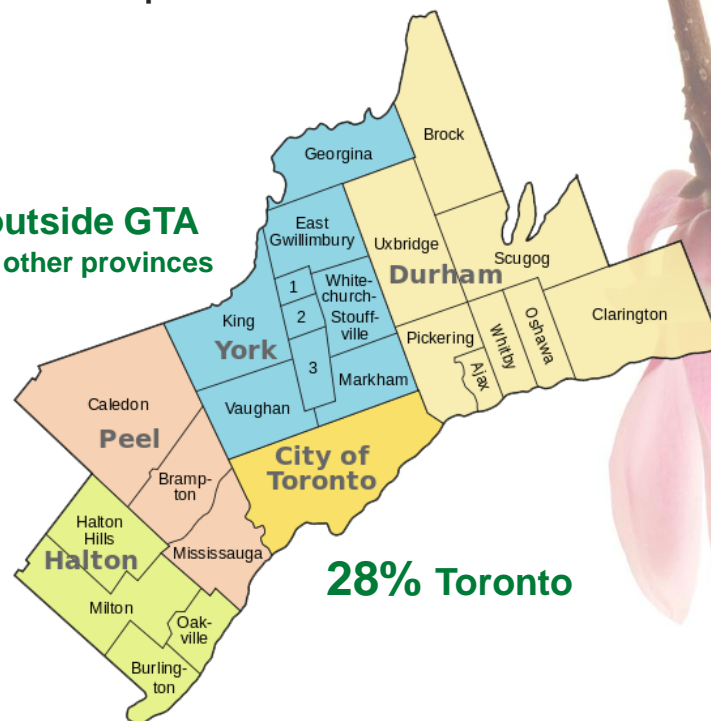 Brock
Georgina
outside GTA
other provinces
East
Gwillimbury
Uxbridge
Scugog
Durham
1
White-
church-
Stouff-
ville
2
King
York
3
Clarington
Oshawa
Whitby
Pickering
Ajax
Markham
Vaughan
Caledon
Peel
City of
Toronto
Bramp-
ton
Halton
Hills
Halton
Mississauga
28% Toronto
Milton
Oak-
ville
Burling-
ton